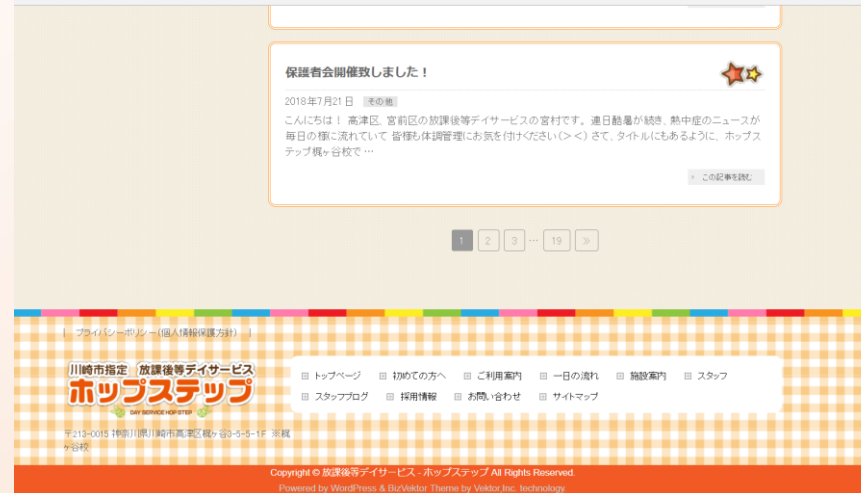 保護者会開催致しました！
2018年7月21日 その他
こんにちは！ 高津区、宮前区の放課後等デイサービスの宮村です。 連日酷暑が続き、熱中症のニュースが
毎日の様に流れていて 皆様も体調管理にお気を付けください（＞＜） さて、タイトルにもあるように、ホップス
テップ梶ヶ谷校で …
この記事を読む
1 2 3 … 19 »
| プライバシーポリシー（個人情報保護方針） |
川崎市指定 放課後等デイサービス
ホップステップ
DAY SERVICE HOP STEP
トップページ 初めての方へ ご利用案内 一日の流れ 施設案内 スタッフ
スタッフブログ 採用情報 お問い合わせ サイトマップ
〒213-0015 神奈川県川崎市高津区梶ヶ谷3-5-5-1F ※梶
ヶ谷校
Copyright © 放課後等デイサービス - ホップステップ All Rights Reserved.
Powered by WordPress & BizVektor Theme by Vektor,Inc. technology.